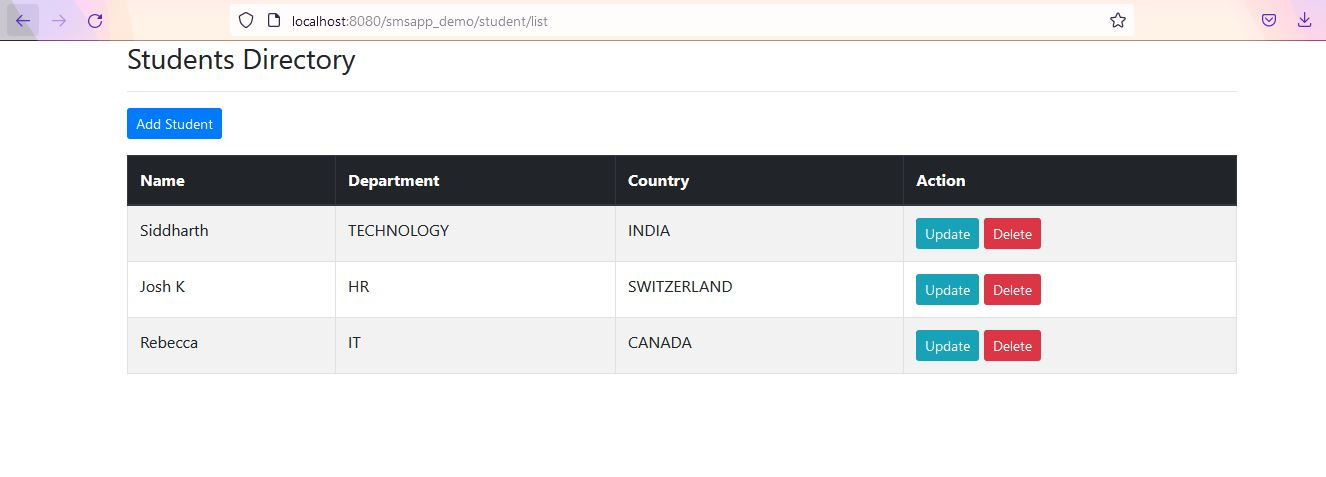 localhost:8080/smsapp_demo/student/list
Students Directory
Add Student
Name Department Country Action
Siddharth TECHNOLOGY INDIA Update Delete
Josh K HR SWITZERLAND Update Delete
Rebecca IT CANADA Update Delete